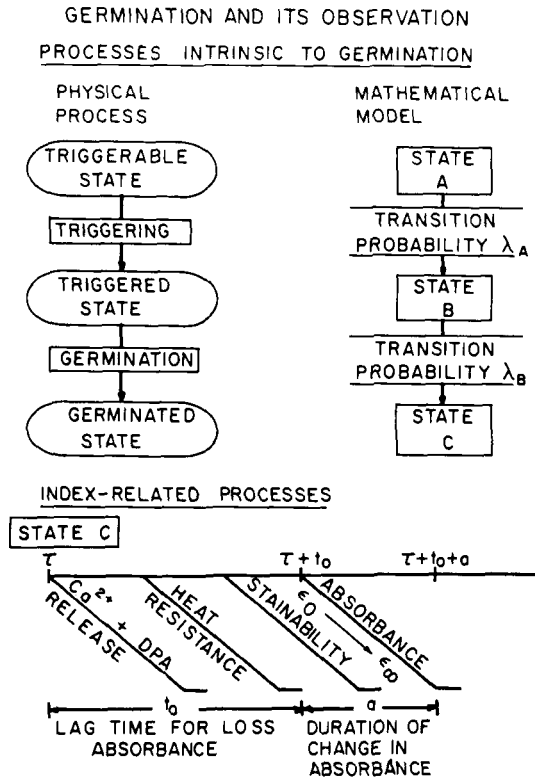 GERMINATION AND ITS OBSERVATION
PROCESSES INTRINSIC TO GERMINATION
PHYSICAL
PROCESS
TRIGGERABLE
STATE
TRIGGERING
TRIGGERED
STATE
GERMINATION
GERMINATED
STATE
MATHEMATICAL
MODEL
STATE
A
TRANSITION
PROBABILITY λA
STATE
B
TRANSITION
PROBABILITY λB
STATE
C
INDEX-RELATED PROCESSES
STATE C
τ
τ + t₀
τ + t₀ + a
Ca²⁺ + DPA
RELEASE
HEAT
RESISTANCE
STAINABILITY
ABSORBANCE
ϵ₀ ϵ∞
t₀
LAG TIME FOR LOSS
ABSORBANCE
a
DURATION OF
CHANGE IN
ABSORBANCE